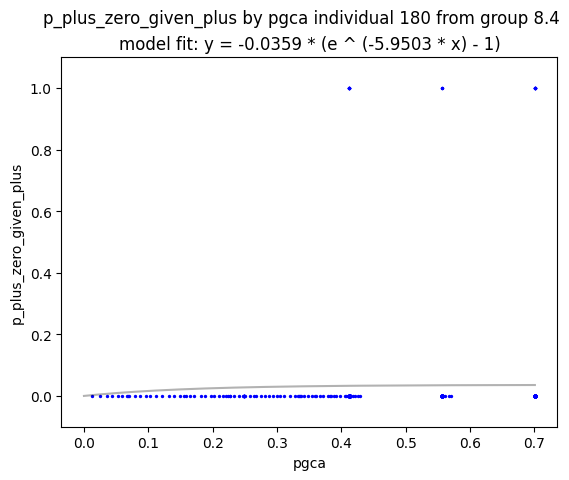 p_plus_zero_given_plus by pgca individual 180 from group 8.4
model fit: y = -0.0359 * (e ^ (-5.9503 * x) - 1)
1.0
0.8
0.6
0.4
0.2
0.0
p_plus_zero_given_plus
0.0 0.1 0.2 0.3 0.4 0.5 0.6 0.7
pgca